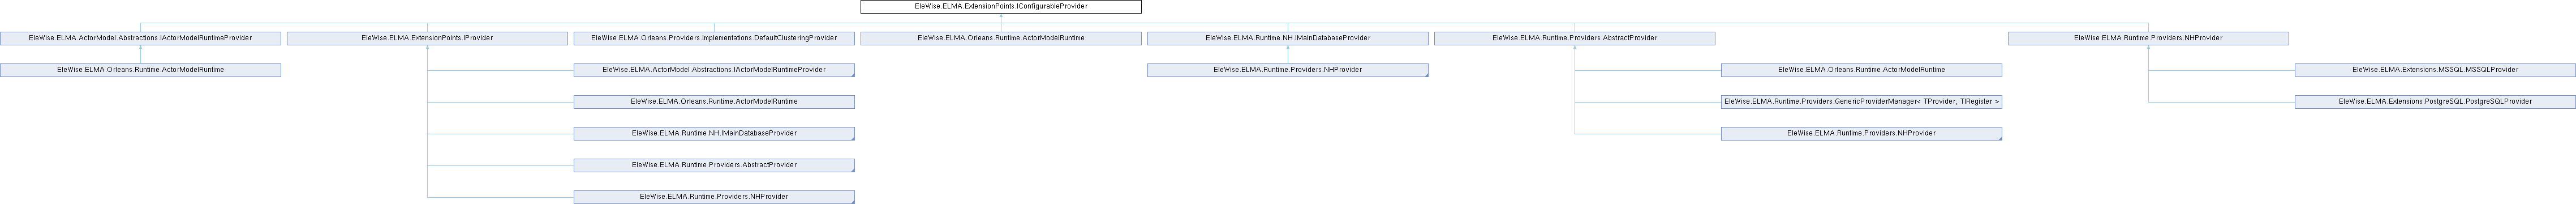 EleWise.ELMA.ExtensionPoints.IConfigurableProvider
EleWise.ELMA.ActorModel.Abstractions.IActorModelRuntimeProvider
EleWise.ELMA.ExtensionPoints.IProvider
EleWise.ELMA.Orleans.Providers.Implementations.DefaultClusteringProvider
EleWise.ELMA.Orleans.Runtime.ActorModelRuntime
EleWise.ELMA.Runtime.NH.IMainDatabaseProvider
EleWise.ELMA.Runtime.Providers.AbstractProvider
EleWise.ELMA.Runtime.Providers.NHProvider
EleWise.ELMA.Orleans.Runtime.ActorModelRuntime
EleWise.ELMA.ActorModel.Abstractions.IActorModelRuntimeProvider
EleWise.ELMA.Runtime.Providers.NHProvider
EleWise.ELMA.Orleans.Runtime.ActorModelRuntime
EleWise.ELMA.Extensions.MSSQL.MSSQLProvider
EleWise.ELMA.Orleans.Runtime.ActorModelRuntime
EleWise.ELMA.Runtime.Providers.GenericProviderManager< TProvider, TIRegister >
EleWise.ELMA.Extensions.PostgreSQL.PostgreSQLProvider
EleWise.ELMA.Runtime.NH.IMainDatabaseProvider
EleWise.ELMA.Runtime.Providers.NHProvider
EleWise.ELMA.Runtime.Providers.AbstractProvider
EleWise.ELMA.Runtime.Providers.NHProvider